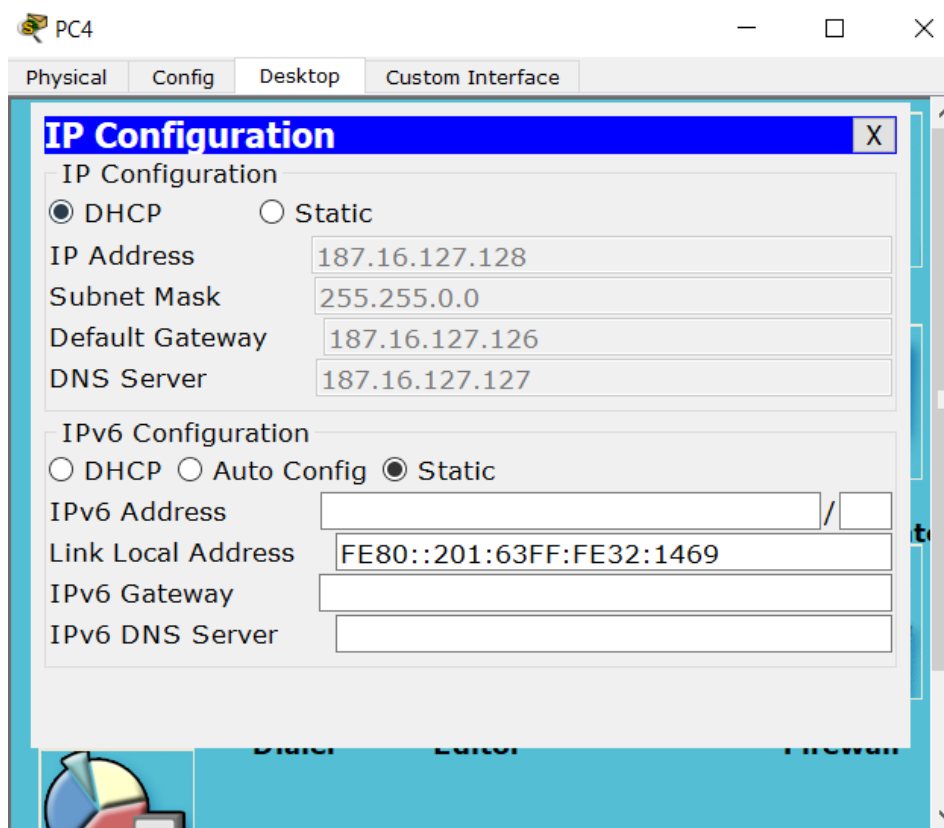 PC4
Physical Config Desktop Custom Interface
IP Configuration X
IP Configuration
DHCP Static
IP Address 187.16.127.128
Subnet Mask 255.255.0.0
Default Gateway 187.16.127.126
DNS Server 187.16.127.127
IPv6 Configuration
DHCP Auto Config Static
IPv6 Address /
Link Local Address FE80::201:63FF:FE32:1469
IPv6 Gateway
IPv6 DNS Server
Dialer Editor Firewall